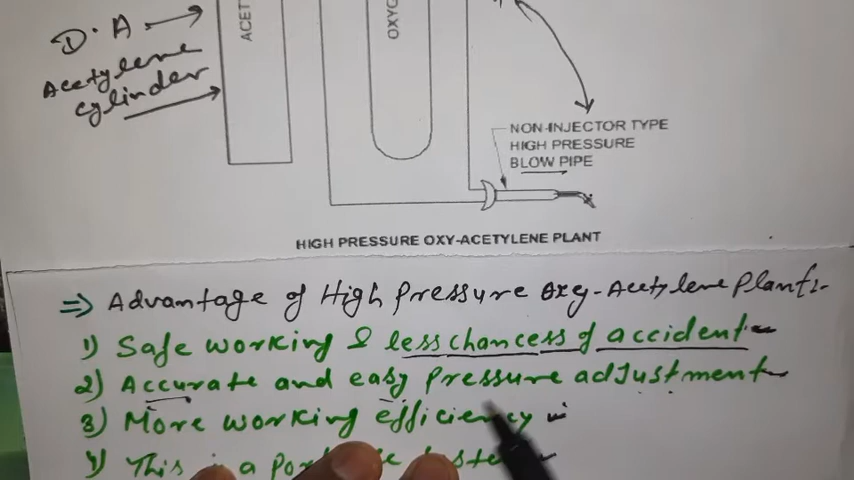 D.A
Acetylene
cylinder
ACET
OXYG
NON-INJECTOR TYPE
HIGH PRESSURE
BLOW PIPE
HIGH PRESSURE OXY-ACETYLENE PLANT
⇒ Advantage of High Pressure Oxy-Acetylene Plant:-
1) Safe working & less chancess of accident
2) Accurate and easy pressure adjustment
3) More working efficiency
4) This is a